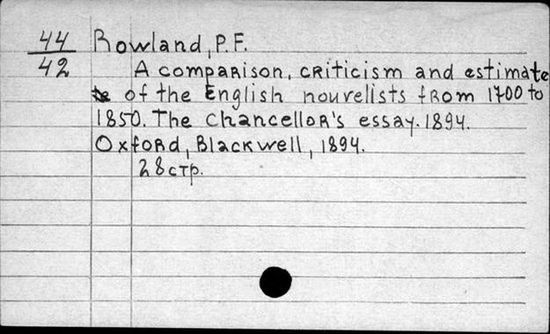 44 Rowland, P.F.
42 A comparison, criticism and estimate
of the English nouvelists from 1700 to
1850. The chancellor's essay. 1894.
Oxford, Blackwell, 1894.
28 стр.